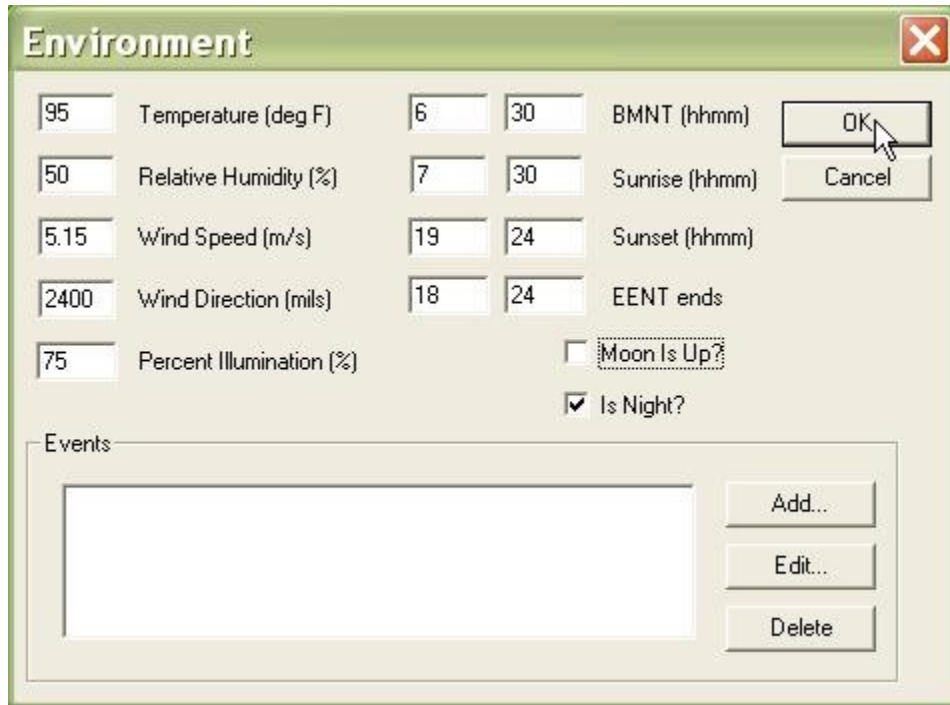 Environment
95 Temperature (deg F) 6 30 BMNT (hhmm) OK
50 Relative Humidity (%) 7 30 Sunrise (hhmm) Cancel
5.15 Wind Speed (m/s) 19 24 Sunset (hhmm)
2400 Wind Direction (mils) 18 24 EENT ends
75 Percent Illumination (%) Moon Is Up?
Is Night?
Events
Add...
Edit...
Delete